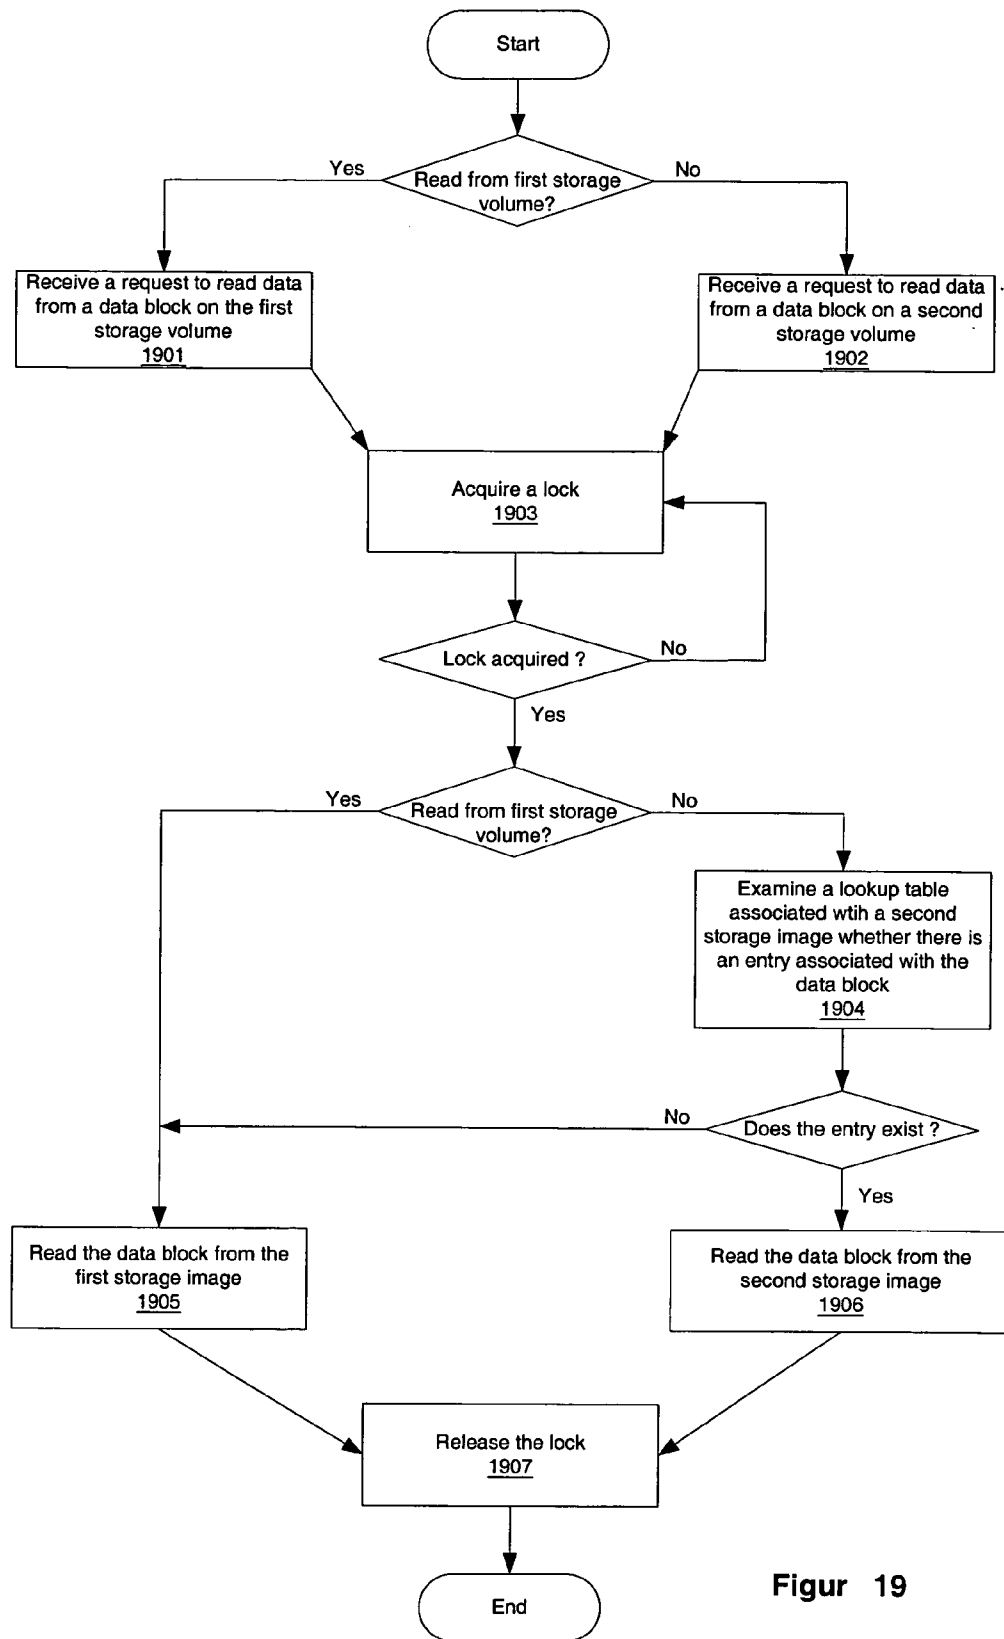 Start
Read from first storage
volume?
Yes
No
Receive a request to read data
from a data block on the first
storage volume
1901
Receive a request to read data
from a data block on a second
storage volume
1902
Acquire a lock
1903
Lock acquired ?
No
Yes
Read from first storage
volume?
Yes
No
Examine a lookup table
associated wtih a second
storage image whether there is
an entry associated with the
data block
1904
Does the entry exist ?
No
Yes
Read the data block from the
first storage image
1905
Read the data block from the
second storage image
1906
Release the lock
1907
End
Figur 19